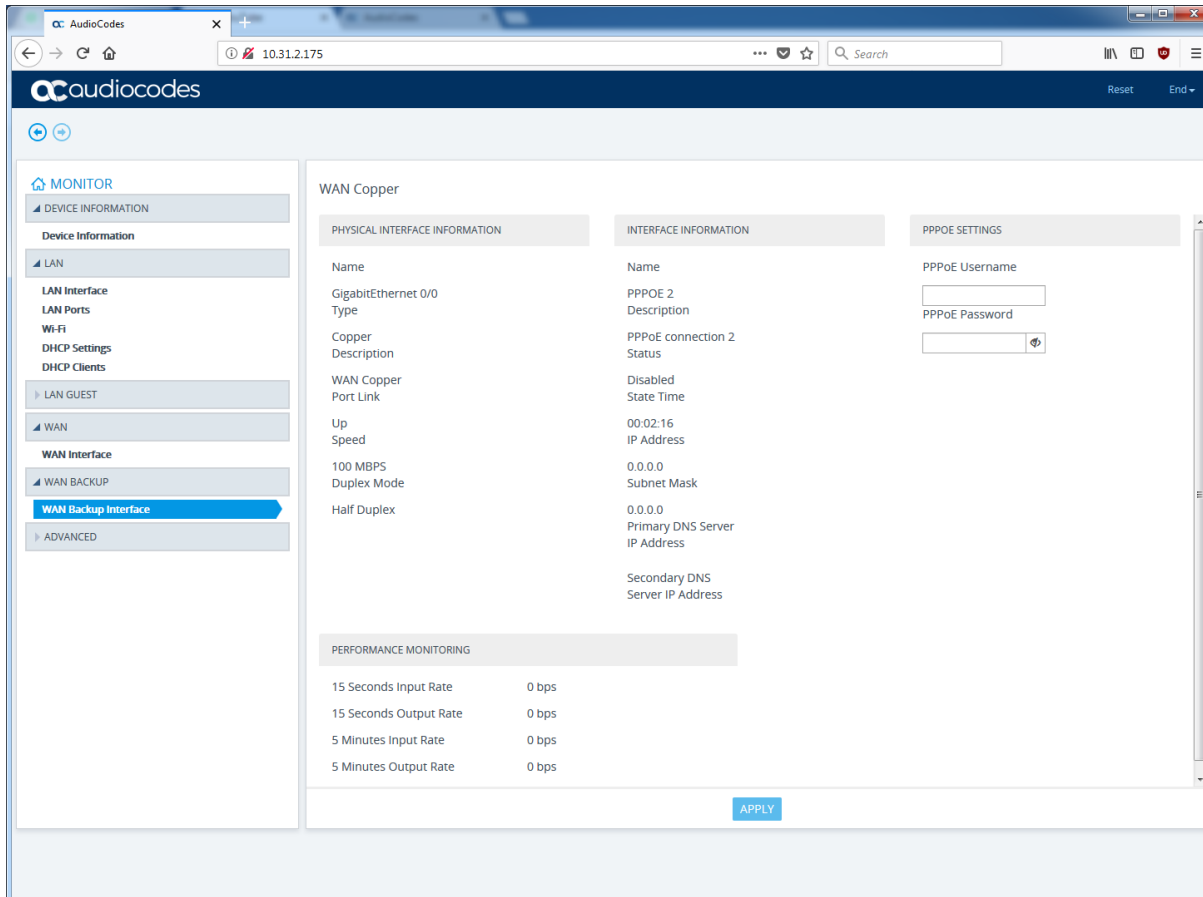 AudioCodes
AudioCodes
10.31.2.175
Search
audiocodes
Reset
End
MONITOR
DEVICE INFORMATION
Device Information
LAN
LAN Interface
LAN Ports
Wi-Fi
DHCP Settings
DHCP Clients
LAN GUEST
WAN
WAN Interface
WAN BACKUP
WAN Backup Interface
ADVANCED
WAN Copper
PHYSICAL INTERFACE INFORMATION
Name
GigabitEthernet 0/0
Type
Copper
Description
WAN Copper
Port Link
Up
Speed
100 MBPS
Duplex Mode
Half Duplex
INTERFACE INFORMATION
Name
PPPOE 2
Description
PPPoE connection 2
Status
Disabled
State Time
00:02:16
IP Address
0.0.0.0
Subnet Mask
0.0.0.0
Primary DNS Server
IP Address
Secondary DNS
Server IP Address
PPPOE SETTINGS
PPPoE Username
PPPoE Password
PERFORMANCE MONITORING
15 Seconds Input Rate 0 bps
15 Seconds Output Rate 0 bps
5 Minutes Input Rate 0 bps
5 Minutes Output Rate 0 bps
APPLY